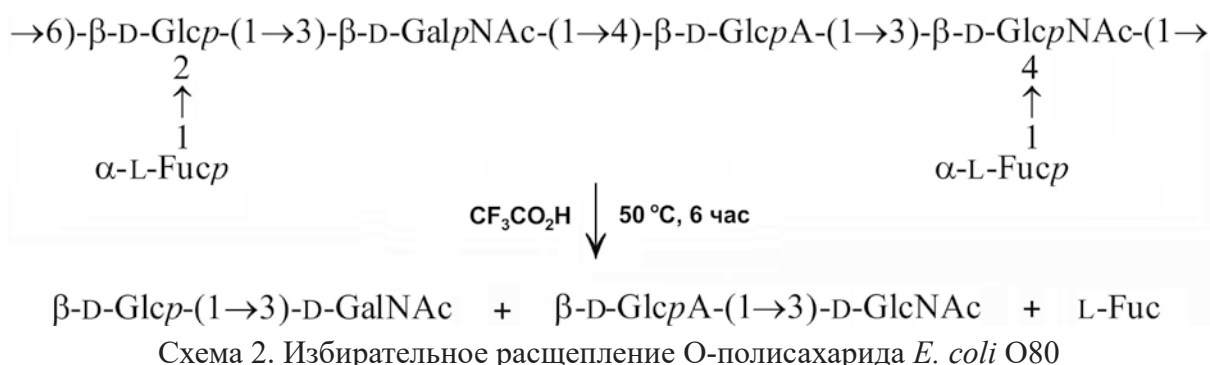 →6)-β-D-Glcp-(1→3)-β-D-GalpNAc-(1→4)-β-D-GlcpA-(1→3)-β-D-GlcpNAc-(1→
2 4
↑ ↑
1 1
α-L-Fucp α-L-Fucp
CF₃CO₂H 50 °C, 6 час
β-D-Glcp-(1→3)-D-GalNAc + β-D-GlcpA-(1→3)-D-GlcNAc + L-Fuc
Схема 2. Избирательное расщепление О-полисахарида E. coli O80